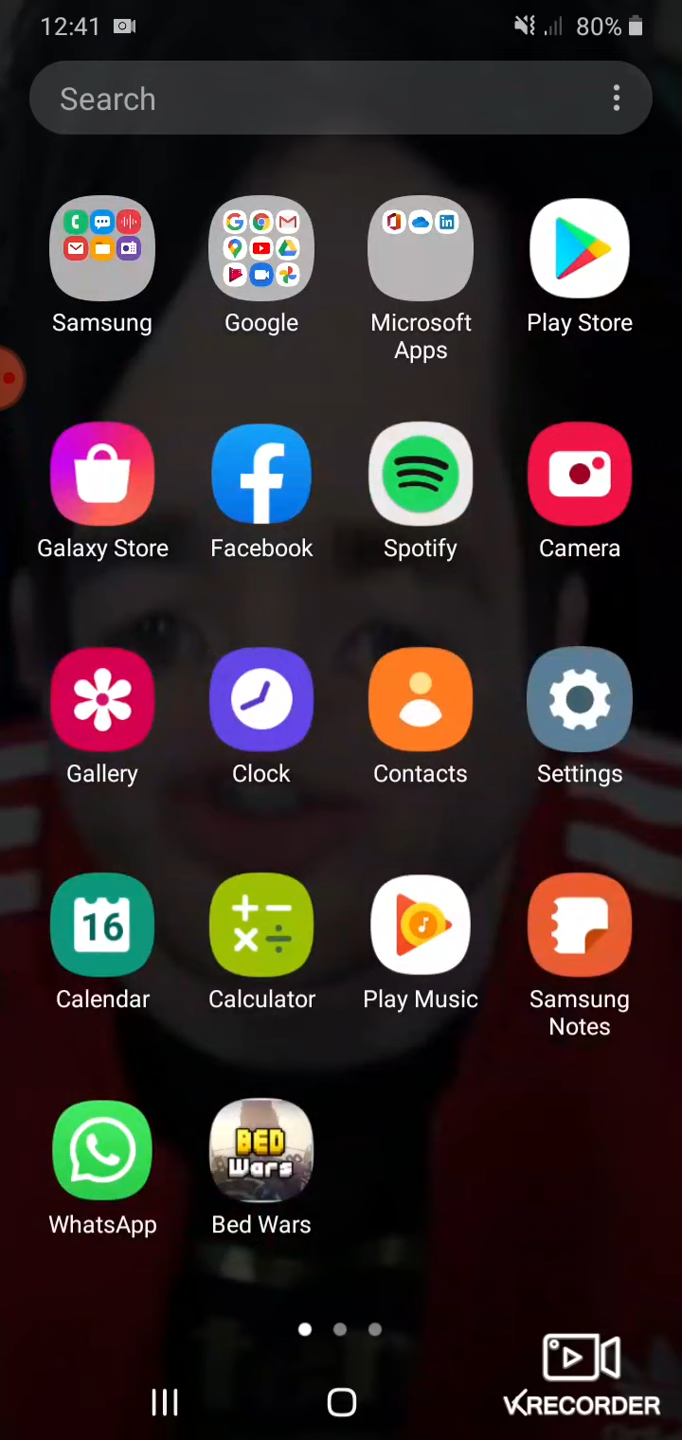 12:41 80%
Search
Samsung Google Microsoft Apps Play Store
Galaxy Store Facebook Spotify Camera
Gallery Clock Contacts Settings
16
Calendar Calculator Play Music Samsung Notes
BED
Wars
WhatsApp Bed Wars
VRECORDER